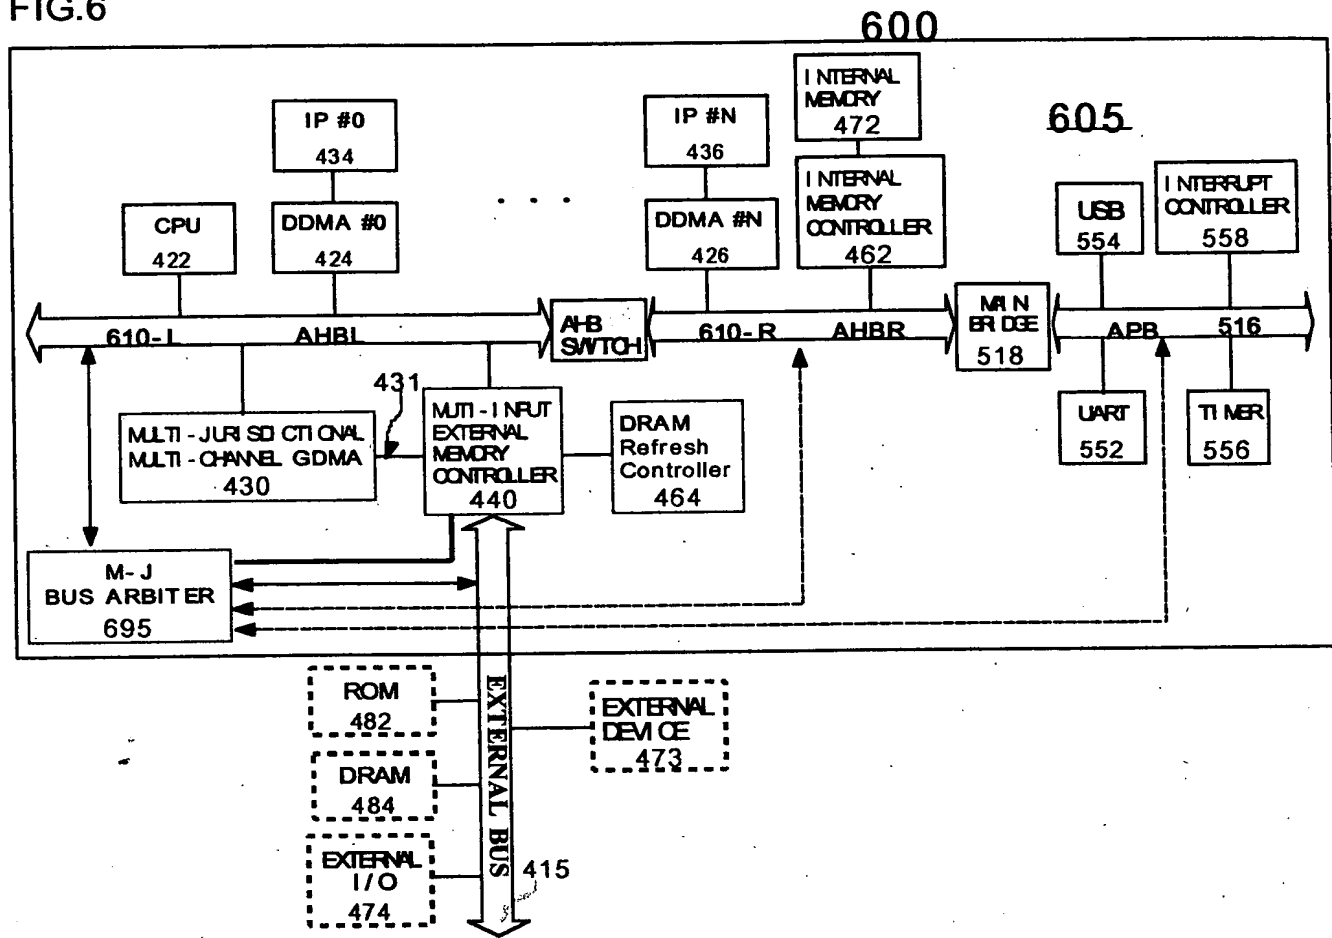 FIG.6
600
605
INTERNAL
MEMORY
472
IP #0
434
IP #N
436
INTERNAL
MEMORY
CONTROLLER
462
CPU
422
DDMA #0
424
. . .
DDMA #N
426
USB
554
INTERRUPT
CONTROLLER
558
610-L AHBL
AHB
SWITCH
610-R AHBR
MAIN
BRIDGE
518
APB 516
431
MULTI-JURISDICTIONAL
MULTI-CHANNEL GDMA
430
MUTI-INPUT
EXTERNAL
MEMORY
CONTROLLER
440
DRAM
Refresh
Controller
464
UART
552
TIMER
556
M-J
BUS ARBITER
695
EXTERNAL BUS
ROM
482
EXTERNAL
DEVICE
473
DRAM
484
EXTERNAL
I/O
474
415